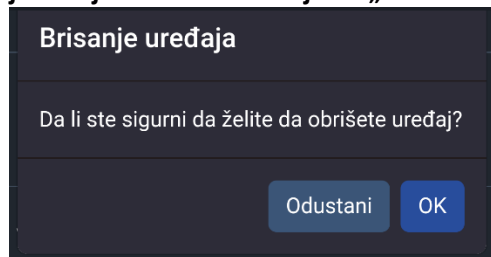 Brisanje uređaja
Da li ste sigurni da želite da obrišete uređaj?
Odustani OK